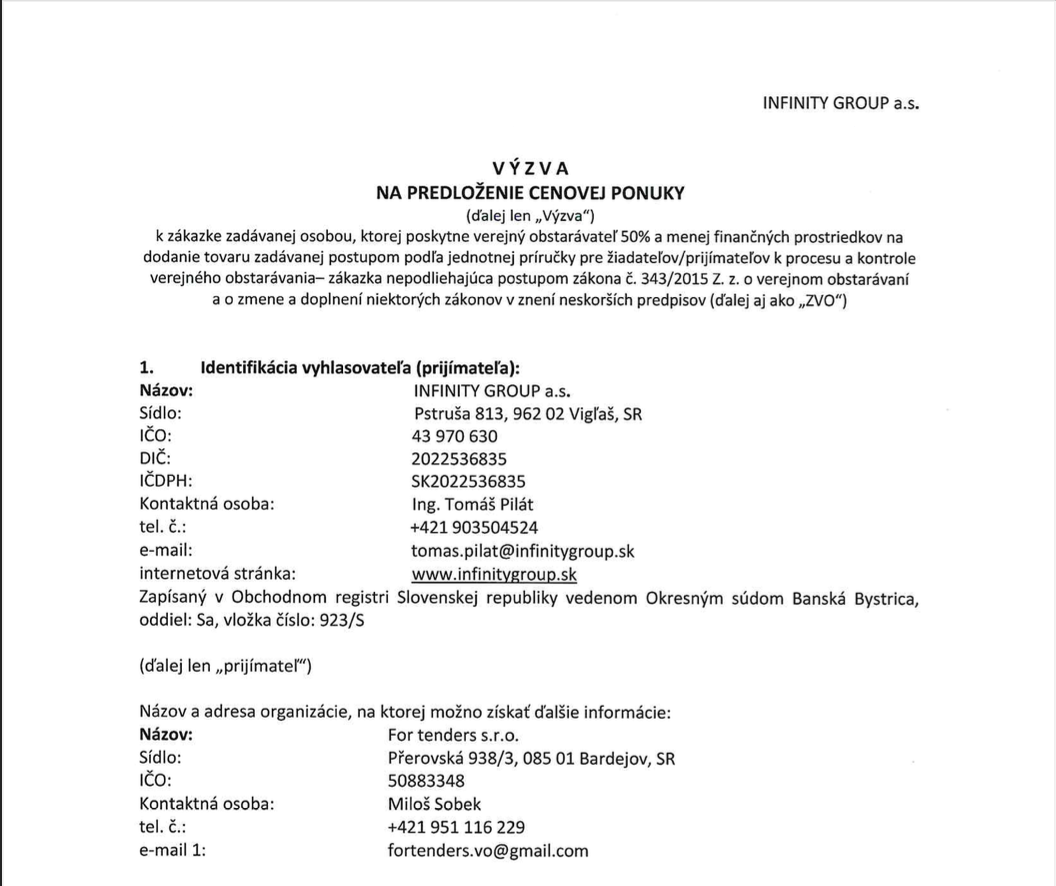 INFINITY GROUP a.s.
V Ý Z V A
NA PREDLOŽENIE CENOVEJ PONUKY
(ďalej len „Výzva“)
k zákazke zadávanej osobou, ktorej poskytne verejný obstarávateľ 50% a menej finančných prostriedkov na
dodanie tovaru zadávanej postupom podľa jednotnej príručky pre žiadateľov/prijímateľov k procesu a kontrole
verejného obstarávania– zákazka nepodliehajúca postupom zákona č. 343/2015 Z. z. o verejnom obstarávaní
a o zmene a doplnení niektorých zákonov v znení neskorších predpisov (ďalej aj ako „ZVO“)
1. Identifikácia vyhlasovateľa (prijímateľa):
Názov: INFINITY GROUP a.s.
Sídlo: Pstruša 813, 962 02 Vigľaš, SR
IČO: 43 970 630
DIČ: 2022536835
IČDPH: SK2022536835
Kontaktná osoba: Ing. Tomáš Pilát
tel. č.: +421 903504524
e-mail: tomas.pilat@infinitygroup.sk
internetová stránka: www.infinitygroup.sk
Zapísaný v Obchodnom registri Slovenskej republiky vedenom Okresným súdom Banská Bystrica,
oddiel: Sa, vložka číslo: 923/S
(ďalej len „prijímateľ“)
Názov a adresa organizácie, na ktorej možno získať ďalšie informácie:
Názov: For tenders s.r.o.
Sídlo: Přerovská 938/3, 085 01 Bardejov, SR
IČO: 50883348
Kontaktná osoba: Miloš Sobek
tel. č.: +421 951 116 229
e-mail 1: fortenders.vo@gmail.com